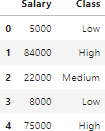 Salary Class
0 5000 Low
1 84000 High
2 22000 Medium
3 8000 Low
4 75000 High